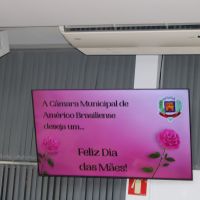 A Câmara Municipal de
Américo Brasiliense
deseja um...
Feliz Dia
das Mães!